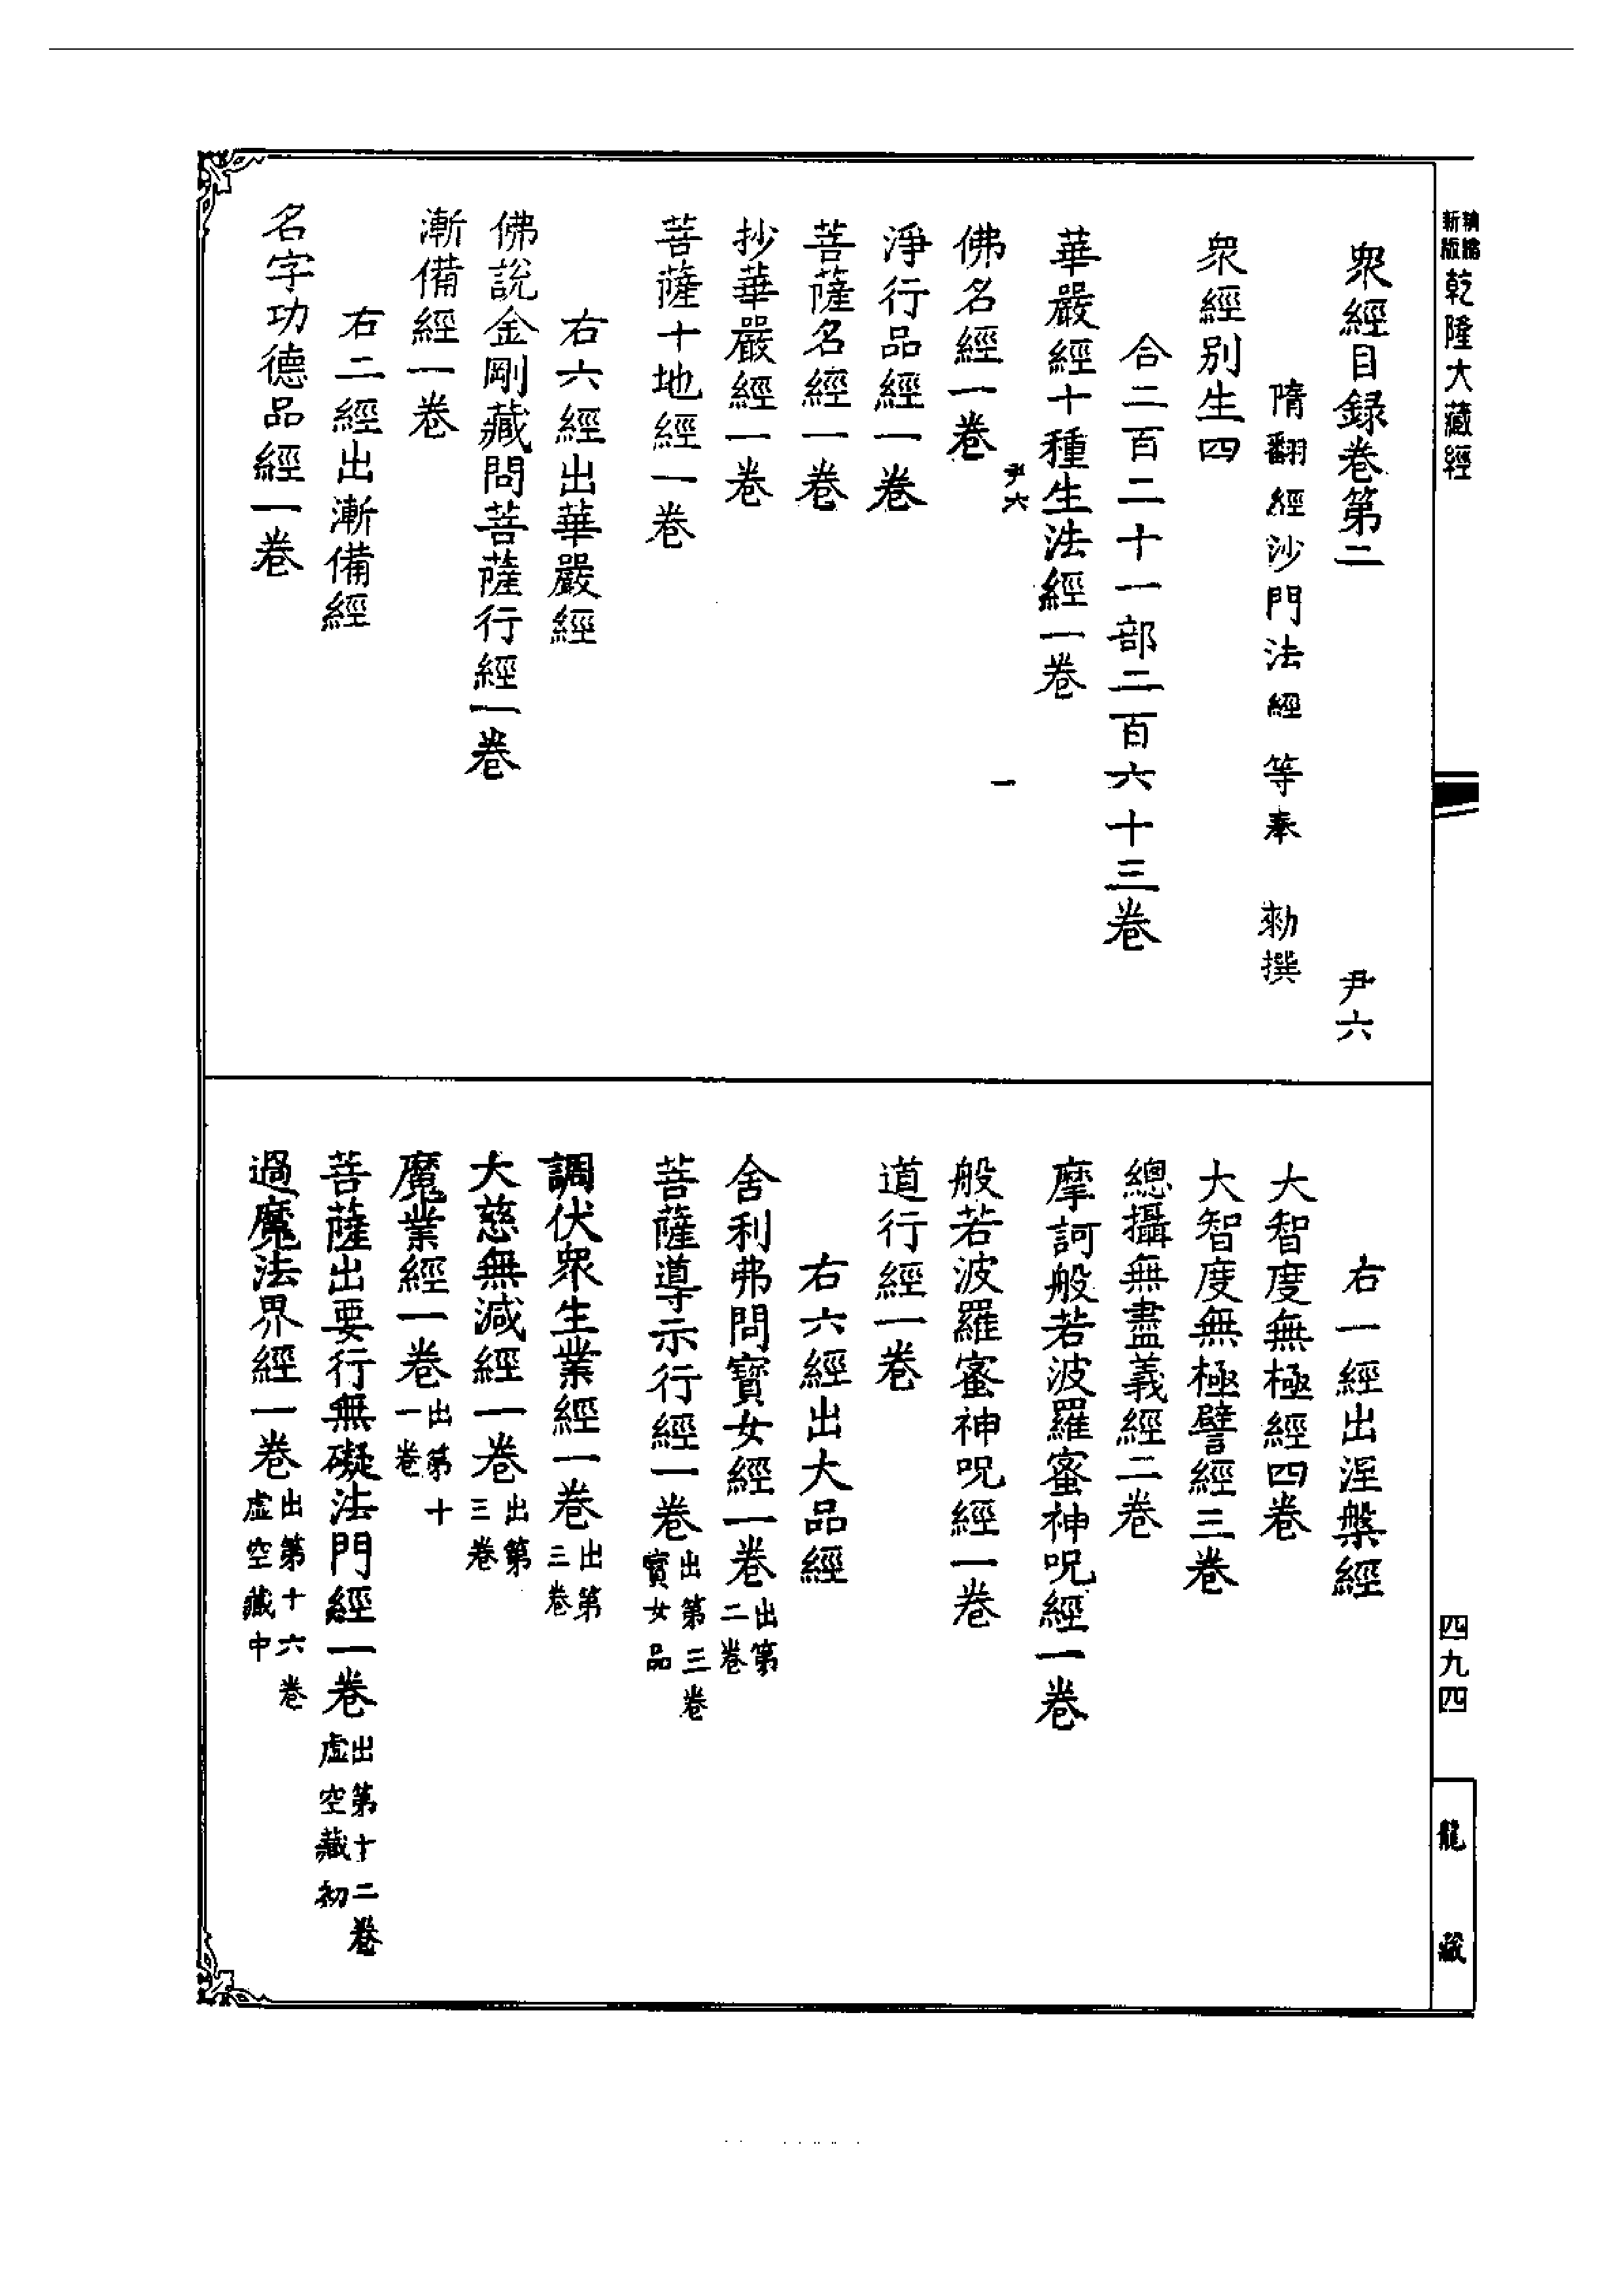 新版
精縮
乾隆大藏經
四九四
龍藏
衆經目録卷第二
尹六
隋翻經沙門法經等奉 勑撰
衆經别生四
合二百二十一部二百六十三卷
華嚴經十種生法經一卷
尹六
一
佛名經一卷
淨行品經一卷
菩薩名經一卷
抄華嚴經一卷
菩薩十地經一卷
右六經出華嚴經
佛說金剛藏問菩薩行經一卷
漸備經一卷
右二經出漸備經
名字功德品經一卷
右一經出涅槃經
大智度無極經四卷
大智度無極譬經三卷
總攝無盡義經二卷
摩訶般若波羅蜜神呪經一卷
般若波羅蜜神呪經一卷
道行經一卷
右六經出大品經
舍利弗問寶女經一卷出第二卷
菩薩導示行經一卷出第三卷寳女品
調伏衆生業經一卷出第三卷
大慈無減經一卷出第三卷
魔業經一卷出第十一卷
菩薩出要行無礙法門經一卷出第十二卷虛空藏初
過魔法界經一卷出第十六卷虛空藏中